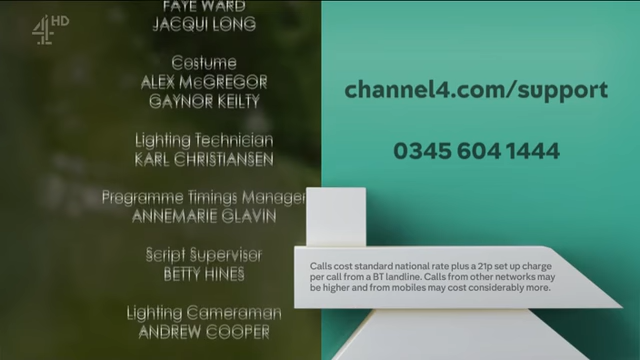 4 HD
FAYE WARD
JACQUI LONG
Costume
ALEX McGREGOR
GAYNOR KEILTY
Lighting Technician
KARL CHRISTIANSEN
Programme Timings Manager
ANNEMARIE GLAVIN
Script Supervisor
BETTY HINES
Lighting Cameraman
ANDREW COOPER
channel4.com/support
0345 604 1444
Calls cost standard national rate plus a 21p set up charge
per call from a BT landline. Calls from other networks may
be higher and from mobiles may cost considerably more.